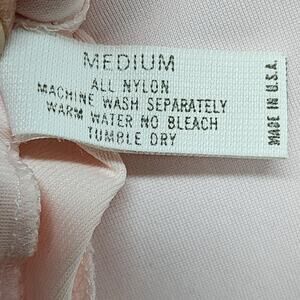 MEDIUM
ALL NYLON
MACHINE WASH SEPARATELY
WARM WATER NO BLEACH
TUMBLE DRY
MADE IN U.S.A.